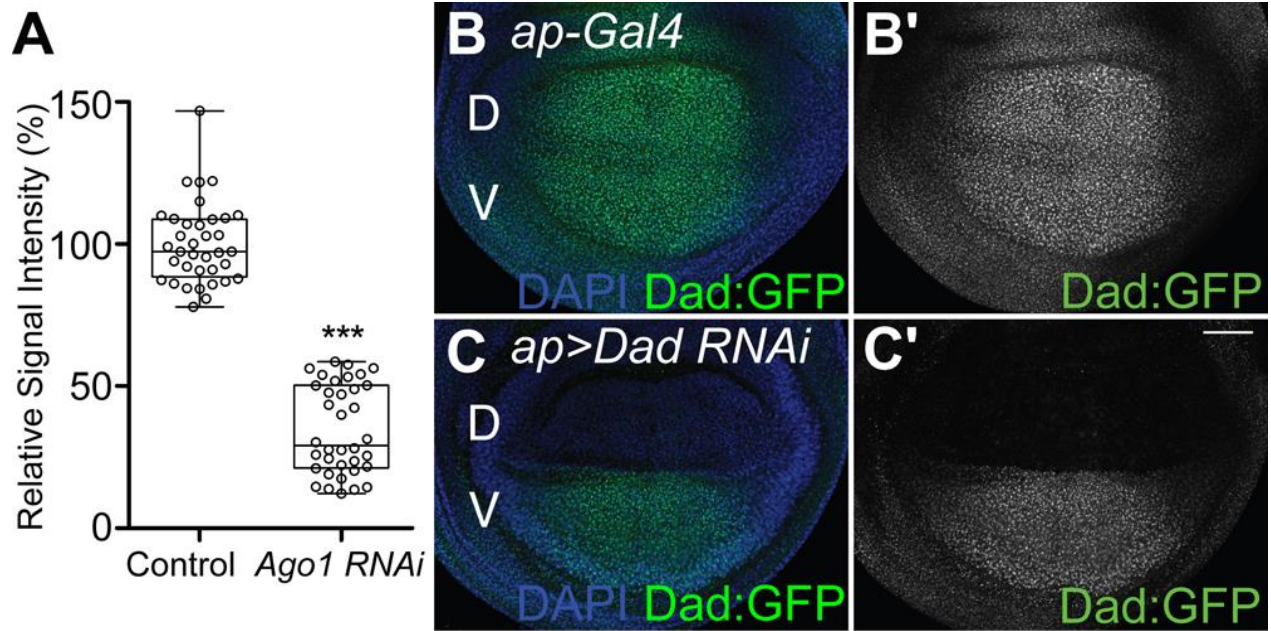 A
Relative Signal Intensity (%)
150
100
50
0
***
Control
Ago1 RNAi
B
ap-Gal4
D
V
DAPI Dad:GFP
B'
Dad:GFP
C
ap>Dad RNAi
D
V
DAPI Dad:GFP
C'
Dad:GFP